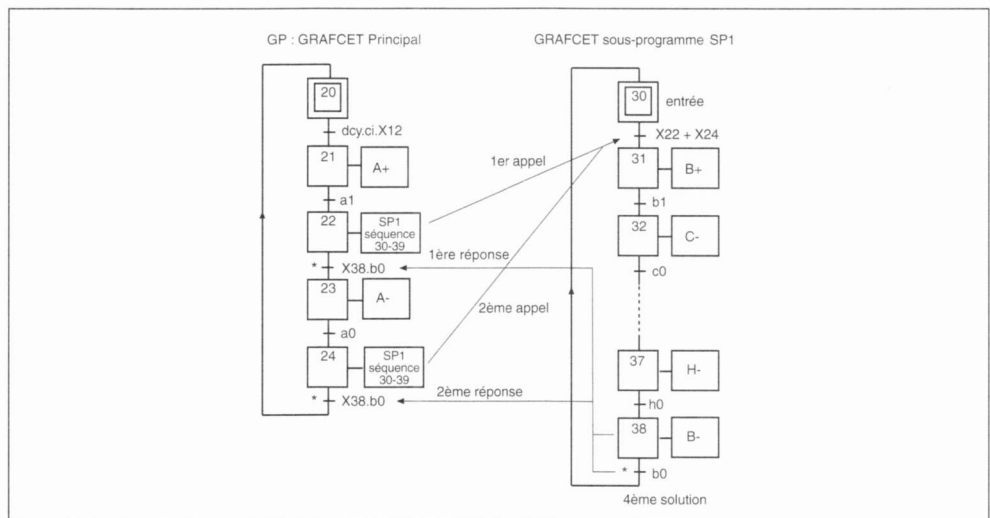 GP : GRAFCET Principal
GRAFCET sous-programme SP1
20
dcy.ci.X12
21
A+
a1
22
SP1
séquence
30-39
* X38.b0
23
A-
a0
24
SP1
séquence
30-39
* X38.b0
1er appel
1ère réponse
2ème appel
2ème réponse
30
entrée
X22 + X24
31
B+
b1
32
C-
c0
37
H-
h0
38
B-
* b0
4ème solution